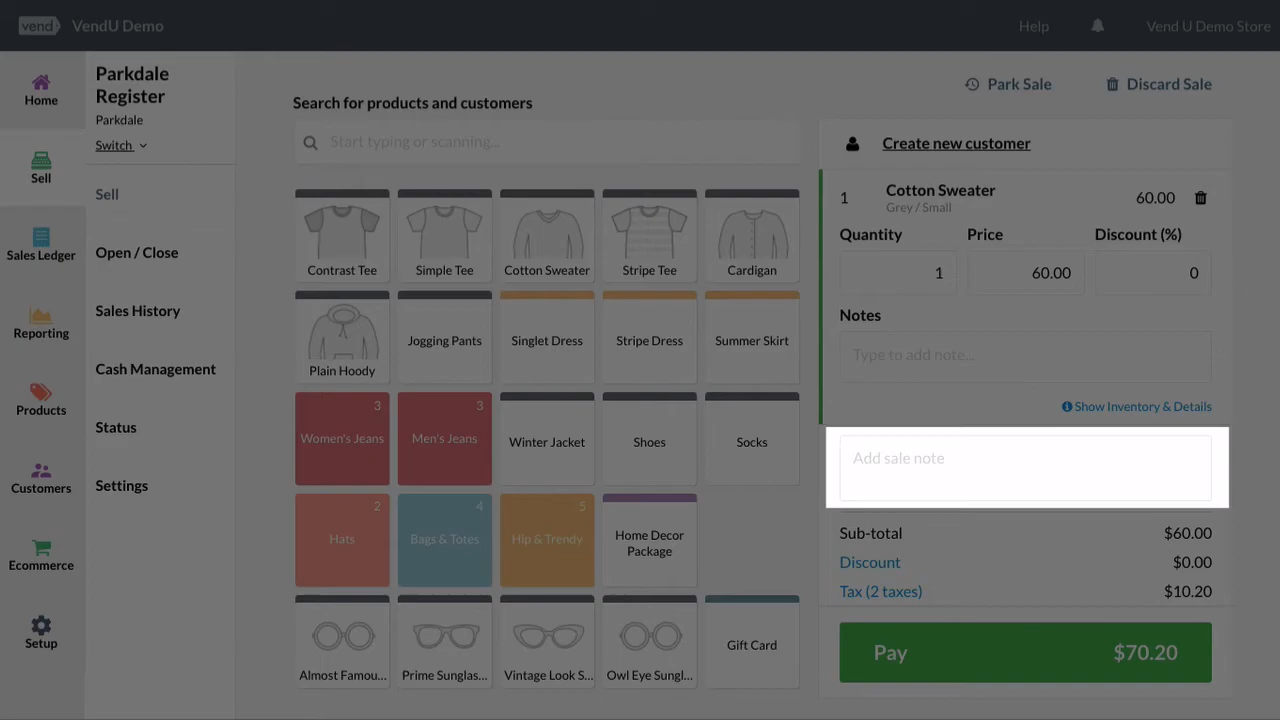 vend VendU Demo
Help
Vend U Demo Store
Home
Sell
Sales Ledger
Reporting
Products
Customers
Ecommerce
Setup
Parkdale
Register
Parkdale
Switch
Sell
Open / Close
Sales History
Cash Management
Status
Settings
Search for products and customers
Start typing or scanning...
Contrast Tee
Simple Tee
Cotton Sweater
Stripe Tee
Cardigan
Plain Hoody
Jogging Pants
Singlet Dress
Stripe Dress
Summer Skirt
3
Women's Jeans
3
Men's Jeans
Winter Jacket
Shoes
Socks
2
Hats
4
Bags & Totes
5
Hip & Trendy
Home Decor
Package
Almost Famou...
Prime Sunglas...
Vintage Look S...
Owl Eye Sungl...
Gift Card
Park Sale
Discard Sale
Create new customer
1 Cotton Sweater 60.00
Grey / Small
Quantity Price Discount (%)
1 60.00 0
Notes
Type to add note...
Show Inventory & Details
Add sale note
Sub-total $60.00
Discount $0.00
Tax (2 taxes) $10.20
Pay $70.20